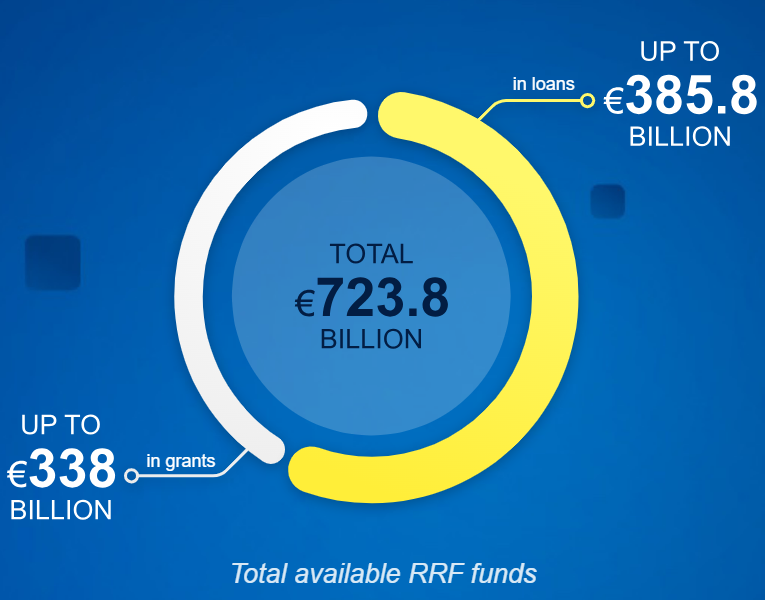 UP TO
in loans
€385.8
BILLION
TOTAL
€723.8
BILLION
UP TO
in grants
€338
BILLION
Total available RRF funds